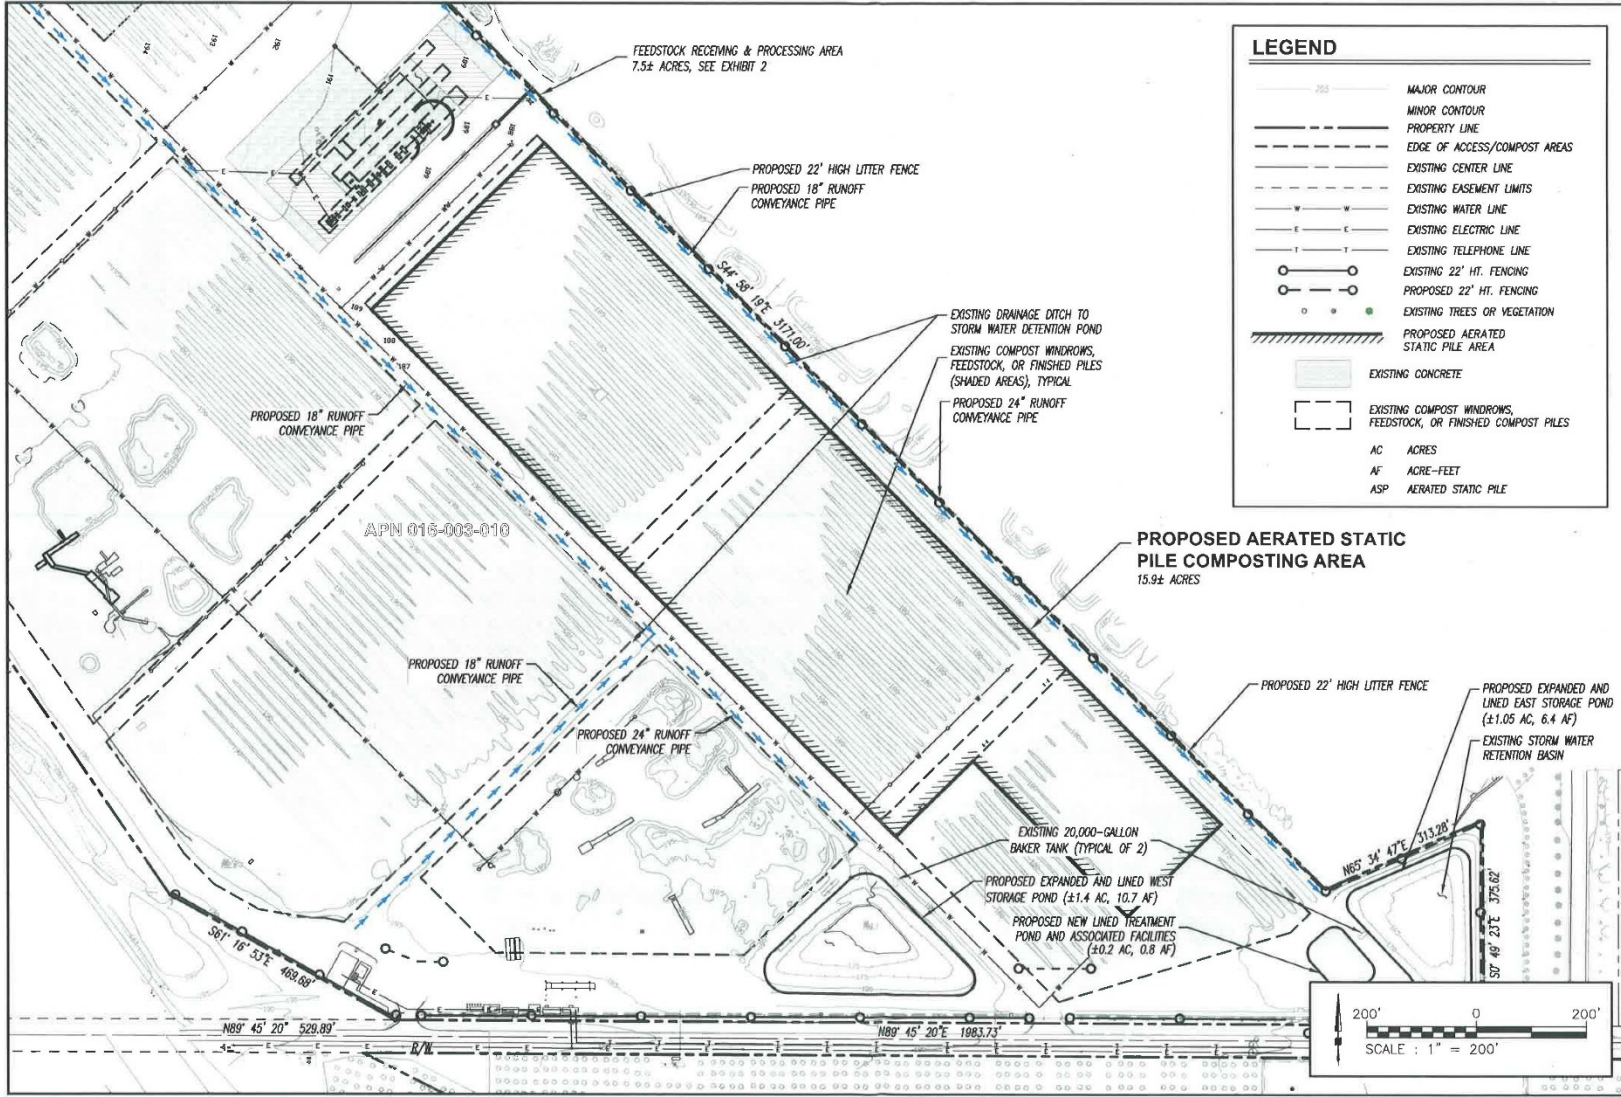 FEEDSTOCK RECEIVING & PROCESSING AREA
7.5± ACRES, SEE EXHIBIT 2
PROPOSED 22' HIGH LITTER FENCE
PROPOSED 18" RUNOFF
CONVEYANCE PIPE
S44° 58' 19"E 3171.00'
EXISTING DRAINAGE DITCH TO
STORM WATER DETENTION POND
EXISTING COMPOST WINDROWS,
FEEDSTOCK, OR FINISHED PILES
(SHADED AREAS), TYPICAL
PROPOSED 24" RUNOFF
CONVEYANCE PIPE
194
193
192
191
189
188
189
189
188
187
PROPOSED 18" RUNOFF
CONVEYANCE PIPE
APN 016-003-010
PROPOSED AERATED STATIC
PILE COMPOSTING AREA
15.9± ACRES
PROPOSED 18" RUNOFF
CONVEYANCE PIPE
PROPOSED 24" RUNOFF
CONVEYANCE PIPE
PROPOSED 22' HIGH LITTER FENCE
PROPOSED EXPANDED AND
LINED EAST STORAGE POND
(±1.05 AC, 6.4 AF)
EXISTING STORM WATER
RETENTION BASIN
EXISTING 20,000-GALLON
BAKER TANK (TYPICAL OF 2)
PROPOSED EXPANDED AND LINED WEST
STORAGE POND (±1.4 AC, 10.7 AF)
PROPOSED NEW LINED TREATMENT
POND AND ASSOCIATED FACILITIES
(±0.2 AC, 0.8 AF)
N65° 34' 47"E 313.28'
S0° 49' 23"E 375.62'
S61° 16' 53"E 469.68'
N89° 45' 20" 529.89'
R/W
N89° 45' 20"E 1983.73'
LEGEND
MAJOR CONTOUR
MINOR CONTOUR
PROPERTY LINE
EDGE OF ACCESS/COMPOST AREAS
EXISTING CENTER LINE
EXISTING EASEMENT LIMITS
W W EXISTING WATER LINE
E E EXISTING ELECTRIC LINE
T T EXISTING TELEPHONE LINE
EXISTING 22' HT. FENCING
PROPOSED 22' HT. FENCING
EXISTING TREES OR VEGETATION
PROPOSED AERATED
STATIC PILE AREA
EXISTING CONCRETE
EXISTING COMPOST WINDROWS,
FEEDSTOCK, OR FINISHED COMPOST PILES
AC ACRES
AF ACRE-FEET
ASP AERATED STATIC PILE
200' 0 200'
SCALE : 1" = 200'